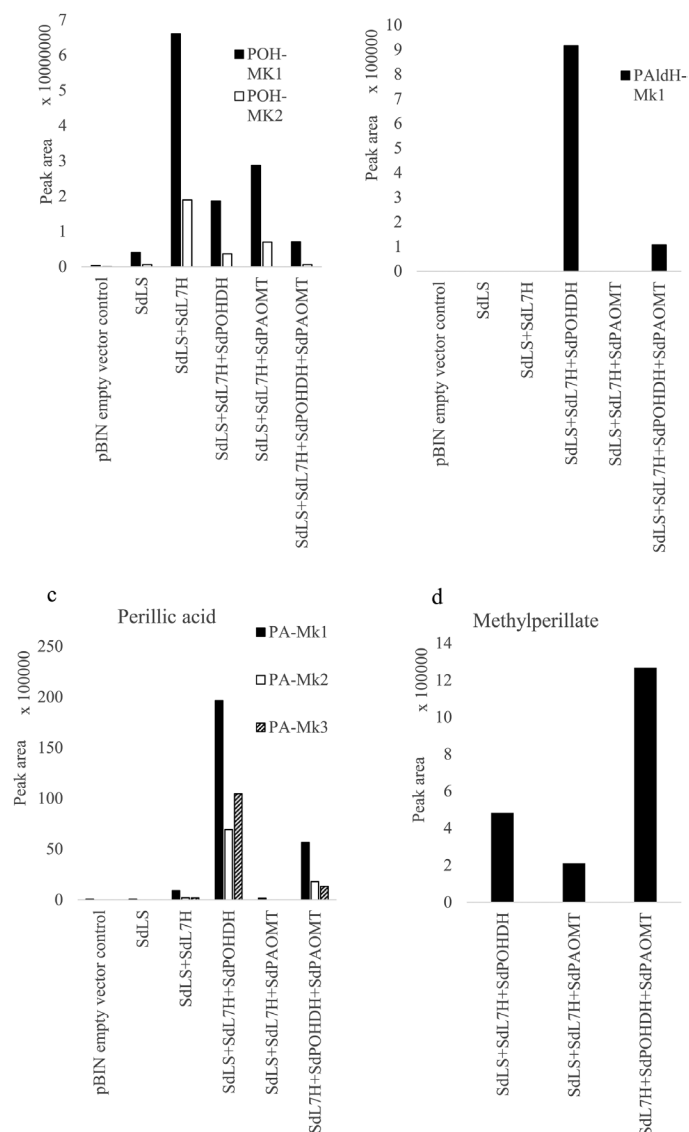 7
6
5
4
3
2
1
0
Peak area x 10000000
POH-
MK1
POH-
MK2
pBIN empty vector control
SdLS
SdLS+SdL7H
SdLS+SdL7H+SdPOHDH
SdLS+SdL7H+SdPAOMT
SdLS+SdL7H+SdPOHDH+SdPAOMT
10
9
8
7
6
5
4
3
2
1
0
Peak area x 100000
PAldH-
Mk1
pBIN empty vector control
SdLS
SdLS+SdL7H
SdLS+SdL7H+SdPOHDH
SdLS+SdL7H+SdPAOMT
SdLS+SdL7H+SdPOHDH+SdPAOMT
c
Perillic acid
250
200
150
100
50
0
Peak area x 100000
PA-Mk1
PA-Mk2
PA-Mk3
pBIN empty vector control
SdLS
SdLS+SdL7H
SdLS+SdL7H+SdPOHDH
SdLS+SdL7H+SdPAOMT
SdL7H+SdPOHDH+SdPAOMT
d
Methylperillate
14
12
10
8
6
4
2
0
Peak area x 100000
SdLS+SdL7H+SdPOHDH
SdLS+SdL7H+SdPAOMT
SdL7H+SdPOHDH+SdPAOMT